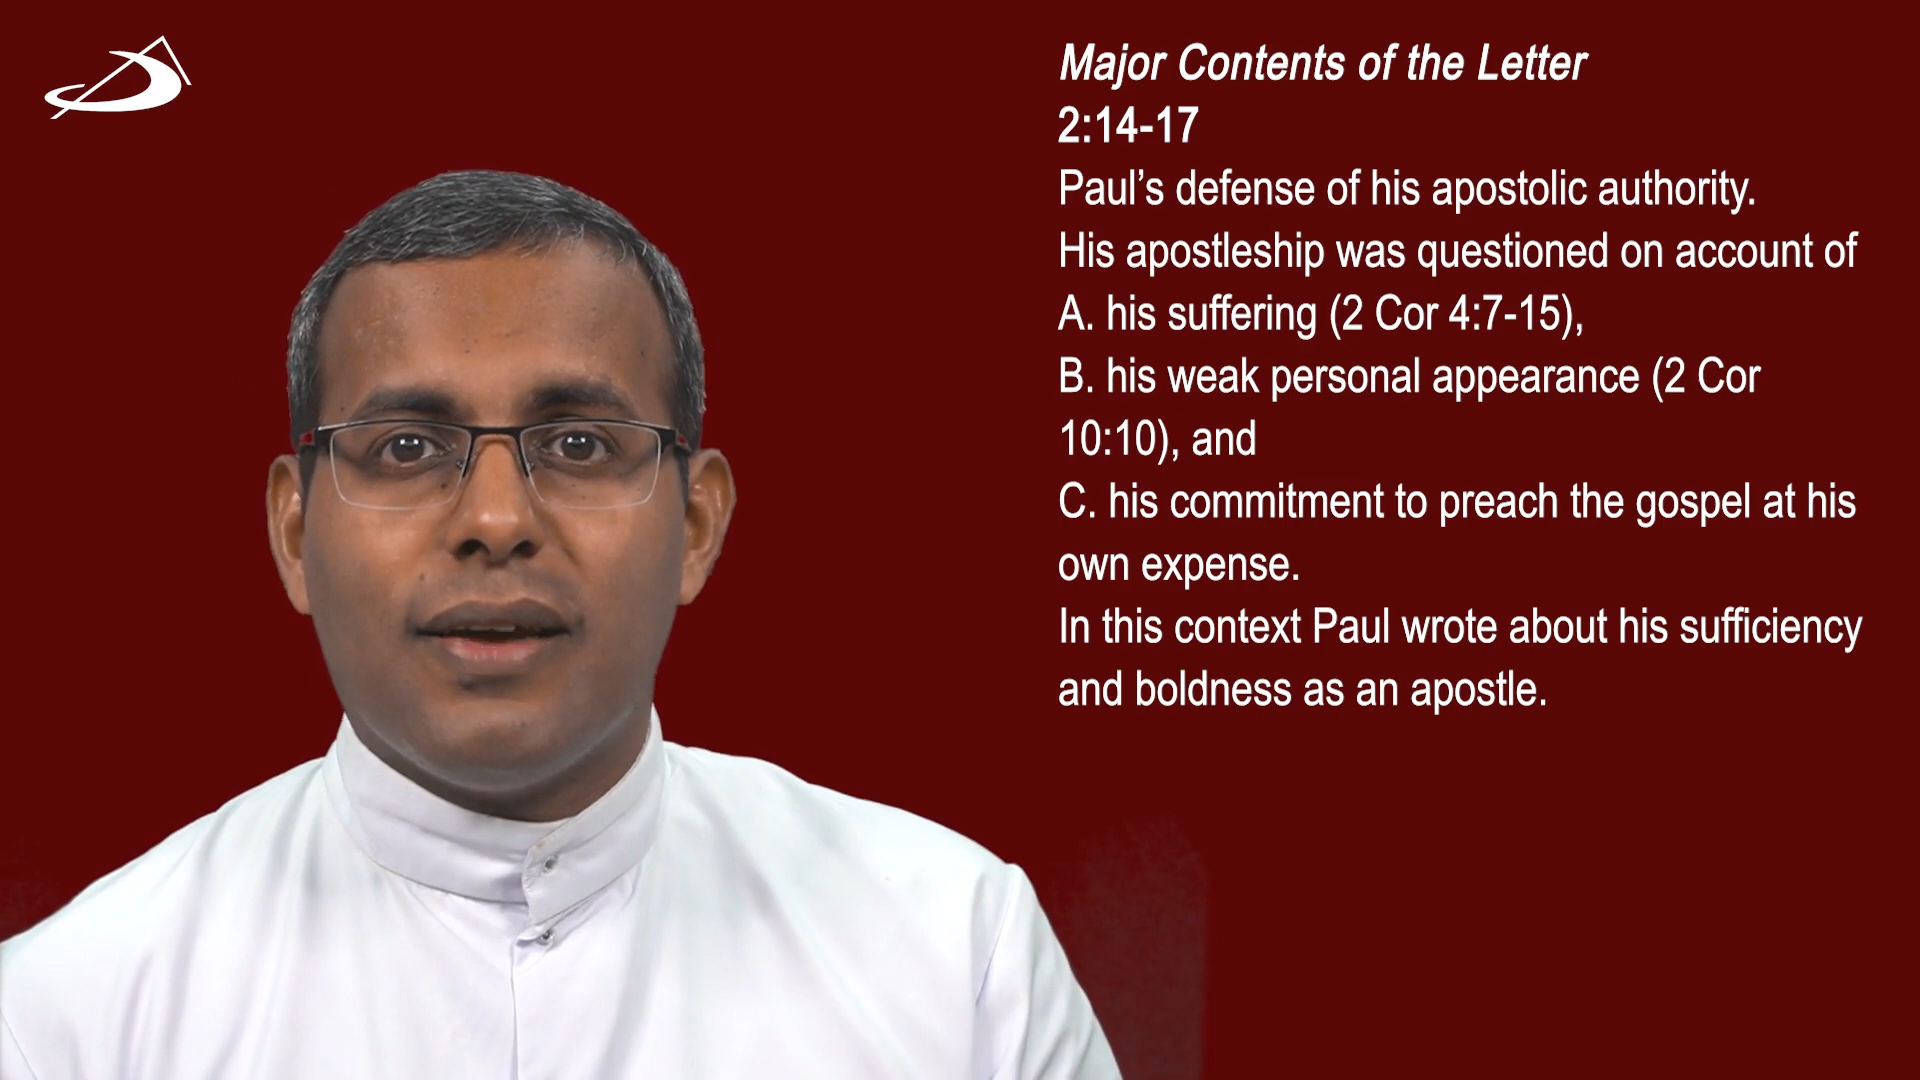 Major Contents of the Letter
2:14-17
Paul’s defense of his apostolic authority.
His apostleship was questioned on account of
A. his suffering (2 Cor 4:7-15),
B. his weak personal appearance (2 Cor
10:10), and
C. his commitment to preach the gospel at his
own expense.
In this context Paul wrote about his sufficiency
and boldness as an apostle.